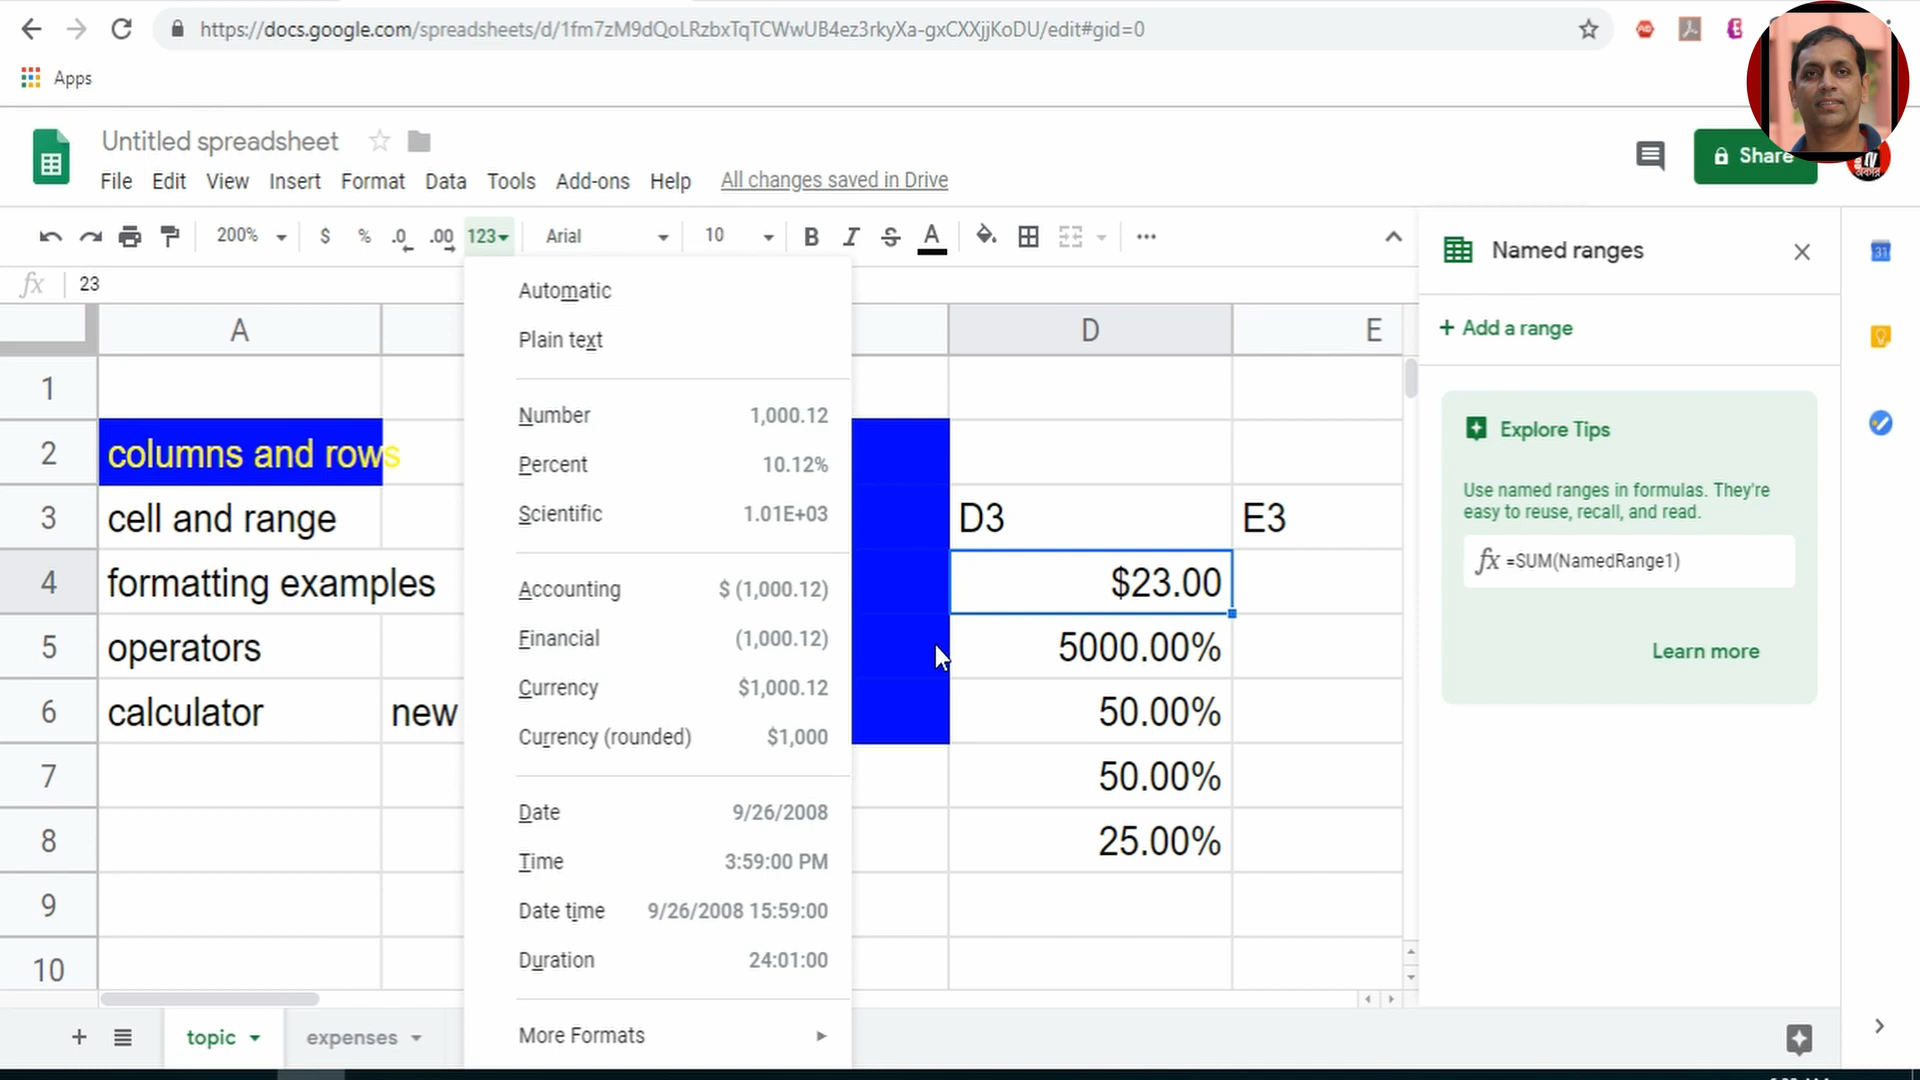 https://docs.google.com/spreadsheets/d/1fm7zM9dQoLRzbxTqTCWwUB4ez3rkyXa-gxCXXjjKoDU/edit#gid=0
Apps
Untitled spreadsheet
File Edit View Insert Format Data Tools Add-ons Help All changes saved in Drive
Share
200% $ % .0 .00 123 Arial 10 B I S A
fx 23
Named ranges
+ Add a range
Explore Tips
Use named ranges in formulas. They're
easy to reuse, recall, and read.
fx =SUM(NamedRange1)
Learn more
A D E
1
2 columns and rows
3 cell and range D3 E3
4 formatting examples $23.00
5 operators 5000.00%
6 calculator new 50.00%
7 50.00%
8 25.00%
9
10
Automatic
Plain text
Number 1,000.12
Percent 10.12%
Scientific 1.01E+03
Accounting $ (1,000.12)
Financial (1,000.12)
Currency $1,000.12
Currency (rounded) $1,000
Date 9/26/2008
Time 3:59:00 PM
Date time 9/26/2008 15:59:00
Duration 24:01:00
More Formats
+ topic expenses
31